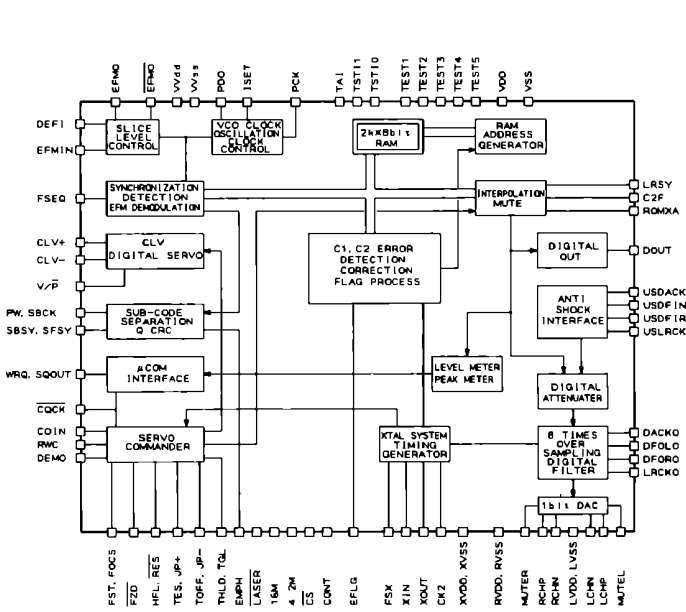 EFMO
EFMO
VVdd
VVss
PDO
ISET
PCK
TAI
TSTI1
TSTIO
TEST1
TEST2
TEST3
TEST4
TEST5
VDD
VSS
DEFI
EFMIN
FSEQ
CLV+
CLV-
V/P
PW, SBCK
SBSY, SFSY
WRQ, SQOUT
CQCK
COIN
RWC
DEMO
SLICE
LEVEL
CONTROL
VCO CLOCK
OSCILLATION
CLOCK
CONTROL
2kX8bit
RAM
RAM
ADDRESS
GENERATOR
SYNCHRONIZATION
DETECTION
EFM DEMODULATION
INTERPOLATION
MUTE
CLV
DIGITAL SERVO
C1, C2 ERROR
DETECTION
CORRECTION
FLAG PROCESS
DIGITAL
OUT
SUB-CODE
SEPARATION
Q CRC
ANTI
SHOCK
INTERFACE
μCOM
INTERFACE
LEVEL METER
PEAK METER
DIGITAL
ATTENUATER
SERVO
COMMANDER
XTAL SYSTEM
TIMING
GENERATOR
8 TIMES
OVER
SAMPLING
DIGITAL
FILTER
1bit DAC
LRSY
C2F
ROMXA
DOUT
USDACK
USDFIN
USDFIR
USLRCK
DACKO
DFOLO
DFORO
LRCKO
FST, FOCS
FZD
HFL, RES
TES, JP+
TOFF, JP-
THLD, TGL
EMPH
LASER
16M
4.2M
CS
CONT
EFLG
FSX
XIN
XOUT
CK2
XVDD, XVSS
RVDD, RVSS
MUTER
RCHP
RCHN
LVDD, LVSS
LCHN
LCHP
MUTEL